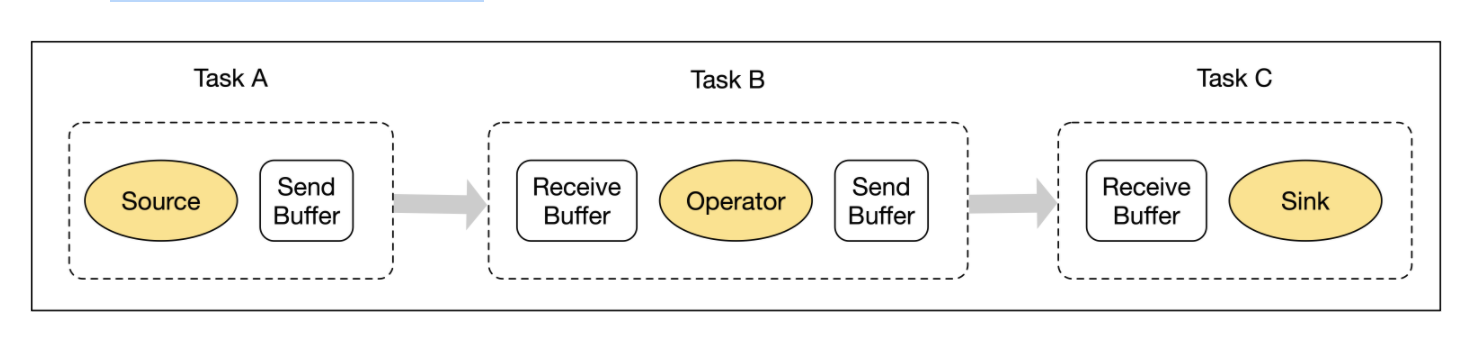 Task A
Task B
Task C
Source
Send
Buffer
Receive
Buffer
Operator
Send
Buffer
Receive
Buffer
Sink